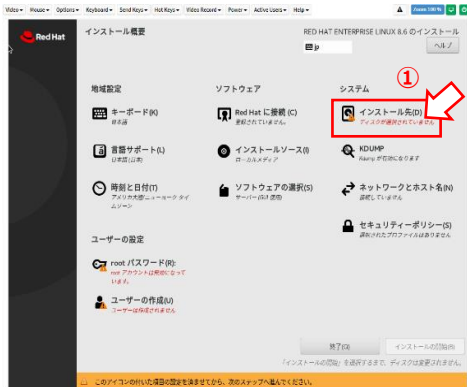 Video Mouse Options Keyboard Send Keys Hot Keys Video Record Power Active Users Help Zoom 100 %
Red Hat
インストール概要
RED HAT ENTERPRISE LINUX 8.6 のインストール
jp
ヘルプ
地域設定
ソフトウェア
システム
①
キーボード(K)
日本語
Red Hat に接続 (C)
登録されていません。
インストール先(D)
ディスクが選択されていません
言語サポート(L)
日本語 (日本)
インストールソース(I)
ローカルメディア
KDUMP
Kdump が有効になります
時刻と日付(T)
アメリカ大陸/ニューヨーク タイムゾーン
ソフトウェアの選択(S)
サーバー (GUI 使用)
ネットワークとホスト名(N)
接続していません
セキュリティーポリシー(S)
選択されたプロファイルはありません
ユーザーの設定
root パスワード(R):
root アカウントは無効になって
います。
ユーザーの作成(U)
ユーザーは作成されません
終了(Q)
インストールの開始(B)
「インストールの開始」を選択するまで、ディスクは変更されません。
このアイコンの付いた項目の設定を済ませてから、次のステップへ進んでください。